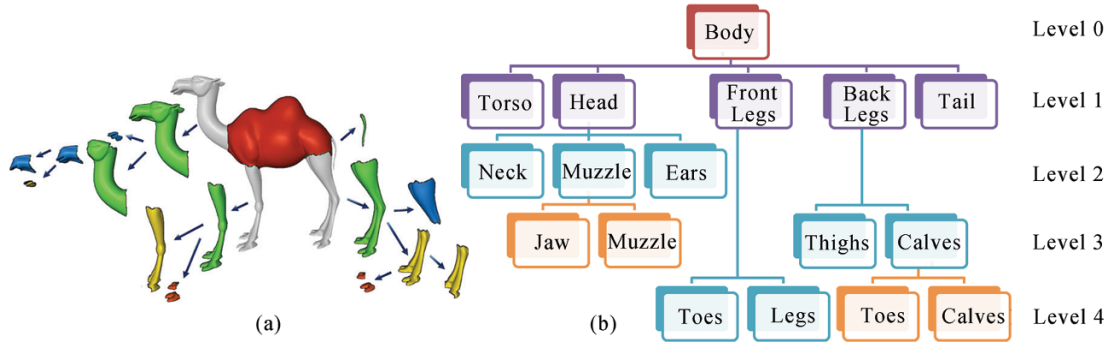 Body
Level 0
Torso
Head
Front
Legs
Back
Legs
Tail
Level 1
Neck
Muzzle
Ears
Level 2
Jaw
Muzzle
Thighs
Calves
Level 3
Toes
Legs
Toes
Calves
Level 4
(a)
(b)